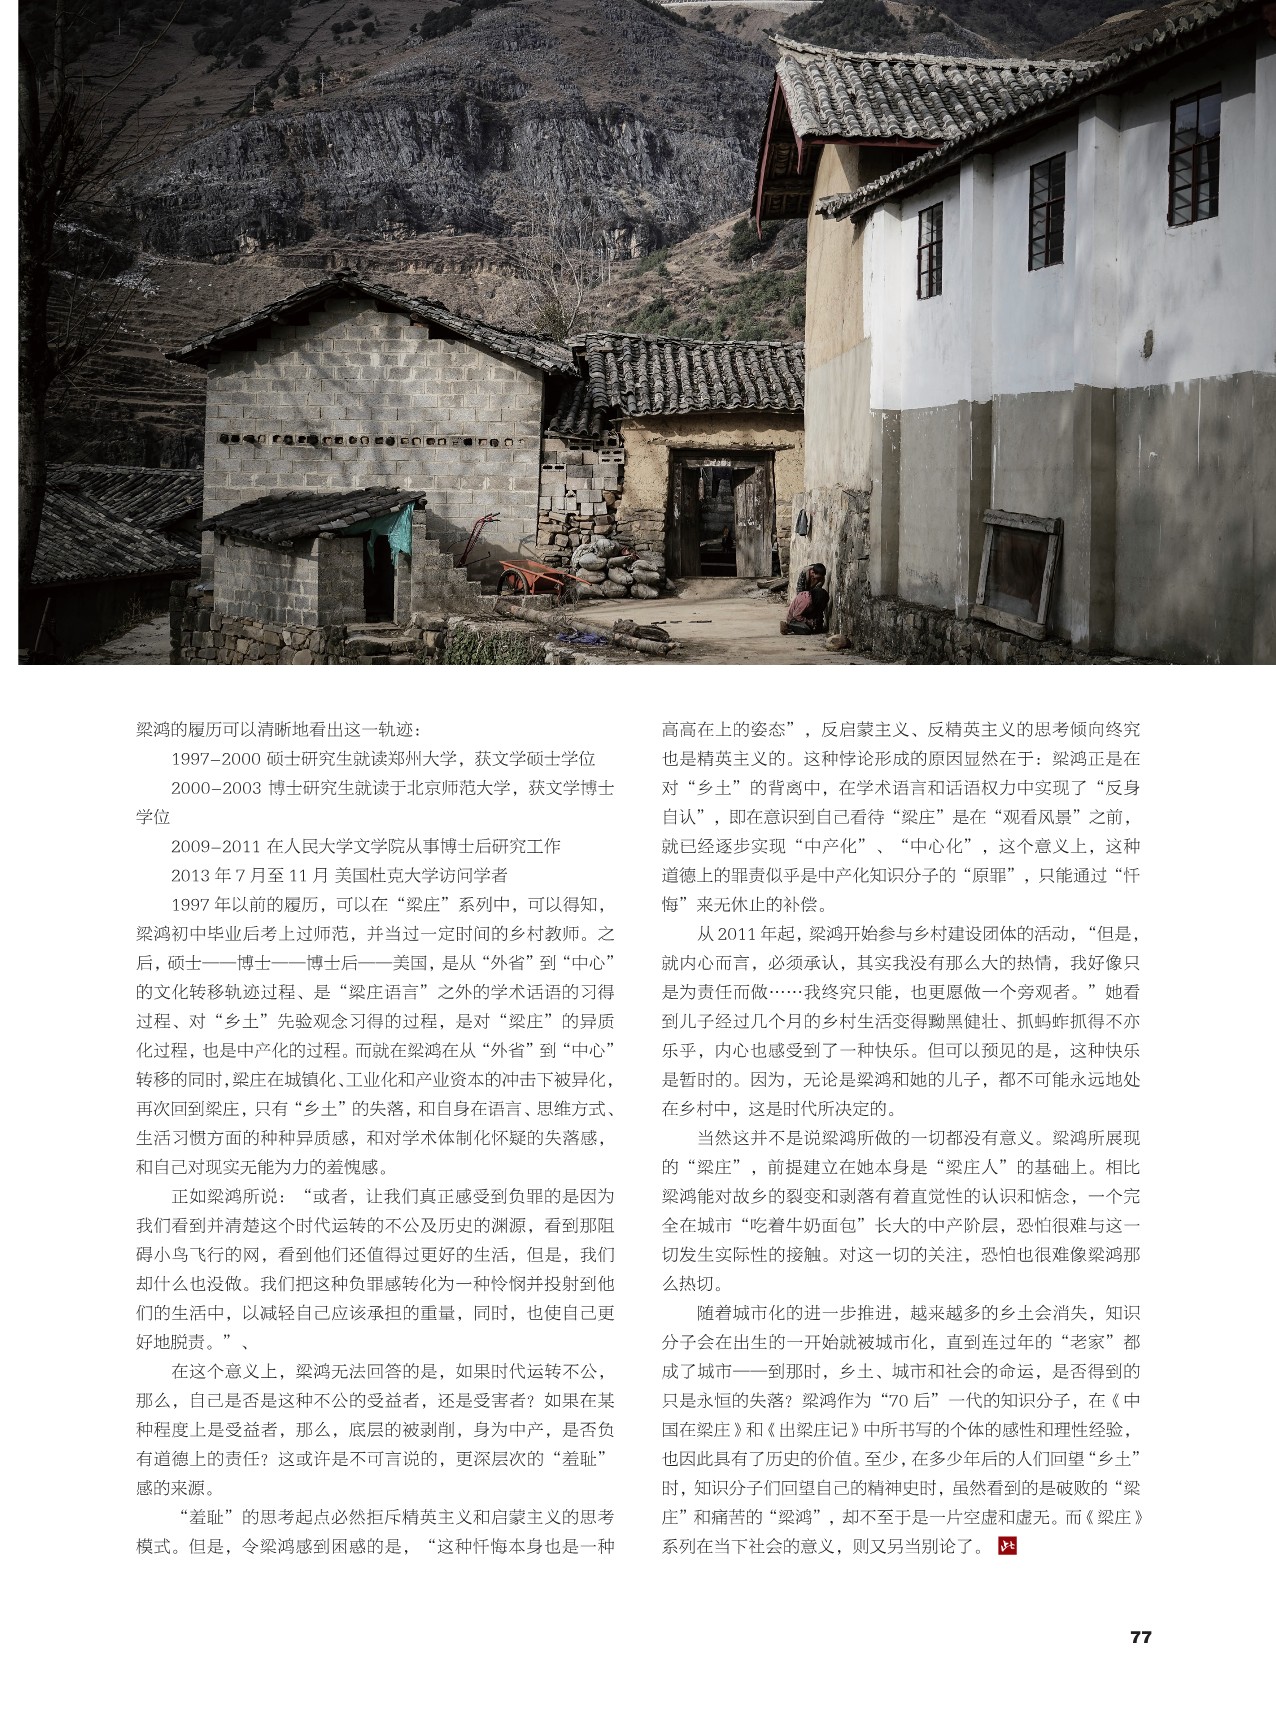 梁鸿的履历可以清晰地看出这一轨迹：
1997–2000 硕士研究生就读郑州大学，获文学硕士学位
2000–2003 博士研究生就读于北京师范大学，获文学博士
学位
2009–2011 在人民大学文学院从事博士后研究工作
2013 年 7 月至 11 月 美国杜克大学访问学者
1997 年以前的履历，可以在“梁庄”系列中，可以得知，
梁鸿初中毕业后考上过师范，并当过一定时间的乡村教师。之
后，硕士——博士——博士后——美国，是从“外省”到“中心”
的文化转移轨迹过程、是“梁庄语言”之外的学术话语的习得
过程、对“乡土”先验观念习得的过程，是对“梁庄”的异质
化过程，也是中产化的过程。而就在梁鸿在从“外省”到“中心”
转移的同时，梁庄在城镇化、工业化和产业资本的冲击下被异化，
再次回到梁庄，只有“乡土”的失落，和自身在语言、思维方式、
生活习惯方面的种种异质感，和对学术体制化怀疑的失落感，
和自己对现实无能为力的羞愧感。
正如梁鸿所说：“或者，让我们真正感受到负罪的是因为
我们看到并清楚这个时代运转的不公及历史的渊源，看到那阻
碍小鸟飞行的网，看到他们还值得过更好的生活，但是，我们
却什么也没做。我们把这种负罪感转化为一种怜悯并投射到他
们的生活中，以减轻自己应该承担的重量，同时，也使自己更
好地脱责。”、
在这个意义上，梁鸿无法回答的是，如果时代运转不公，
那么，自己是否是这种不公的受益者，还是受害者？如果在某
种程度上是受益者，那么，底层的被剥削，身为中产，是否负
有道德上的责任？这或许是不可言说的，更深层次的“羞耻”
感的来源。
“羞耻”的思考起点必然拒斥精英主义和启蒙主义的思考
模式。但是，令梁鸿感到困惑的是，“这种忏悔本身也是一种
高高在上的姿态”，反启蒙主义、反精英主义的思考倾向终究
也是精英主义的。这种悖论形成的原因显然在于：梁鸿正是在
对“乡土”的背离中，在学术语言和话语权力中实现了“反身
自认”，即在意识到自己看待“梁庄”是在“观看风景”之前，
就已经逐步实现“中产化”、“中心化”，这个意义上，这种
道德上的罪责似乎是中产化知识分子的“原罪”，只能通过“忏
悔”来无休止的补偿。
从 2011 年起，梁鸿开始参与乡村建设团体的活动，“但是，
就内心而言，必须承认，其实我没有那么大的热情，我好像只
是为责任而做……我终究只能，也更愿做一个旁观者。”她看
到儿子经过几个月的乡村生活变得黝黑健壮、抓蚂蚱抓得不亦
乐乎，内心也感受到了一种快乐。但可以预见的是，这种快乐
是暂时的。因为，无论是梁鸿和她的儿子，都不可能永远地处
在乡村中，这是时代所决定的。
当然这并不是说梁鸿所做的一切都没有意义。梁鸿所展现
的“梁庄”，前提建立在她本身是“梁庄人”的基础上。相比
梁鸿能对故乡的裂变和剥落有着直觉性的认识和惦念，一个完
全在城市“吃着牛奶面包”长大的中产阶层，恐怕很难与这一
切发生实际性的接触。对这一切的关注，恐怕也很难像梁鸿那
么热切。
随着城市化的进一步推进，越来越多的乡土会消失，知识
分子会在出生的一开始就被城市化，直到连过年的“老家”都
成了城市——到那时，乡土、城市和社会的命运，是否得到的
只是永恒的失落？梁鸿作为“70 后”一代的知识分子，在《中
国在梁庄》和《出梁庄记》中所书写的个体的感性和理性经验，
也因此具有了历史的价值。至少，在多少年后的人们回望“乡土”
时，知识分子们回望自己的精神史时，虽然看到的是破败的“梁
庄”和痛苦的“梁鸿”，却不至于是一片空虚和虚无。而《梁庄》
系列在当下社会的意义，则又另当别论了。
77